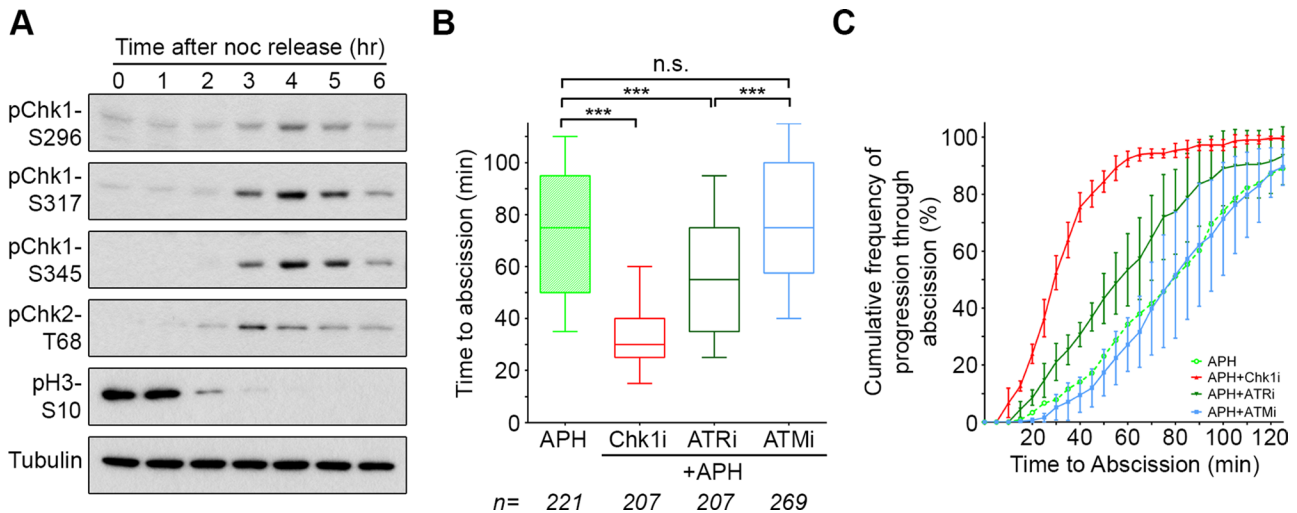 A
Time after noc release (hr)
0 1 2 3 4 5 6
pChk1-
S296
pChk1-
S317
pChk1-
S345
pChk2-
T68
pH3-
S10
Tubulin
B
n.s.
*** ***
***
Time to abscission (min)
100
80
60
40
20
0
APH Chk1i ATRi ATMi
+APH
n= 221 207 207 269
C
Cumulative frequency of
progression through
abscission (%)
100
80
60
40
20
0
APH
APH+Chk1i
APH+ATRi
APH+ATMi
20 40 60 80 100 120
Time to Abscission (min)